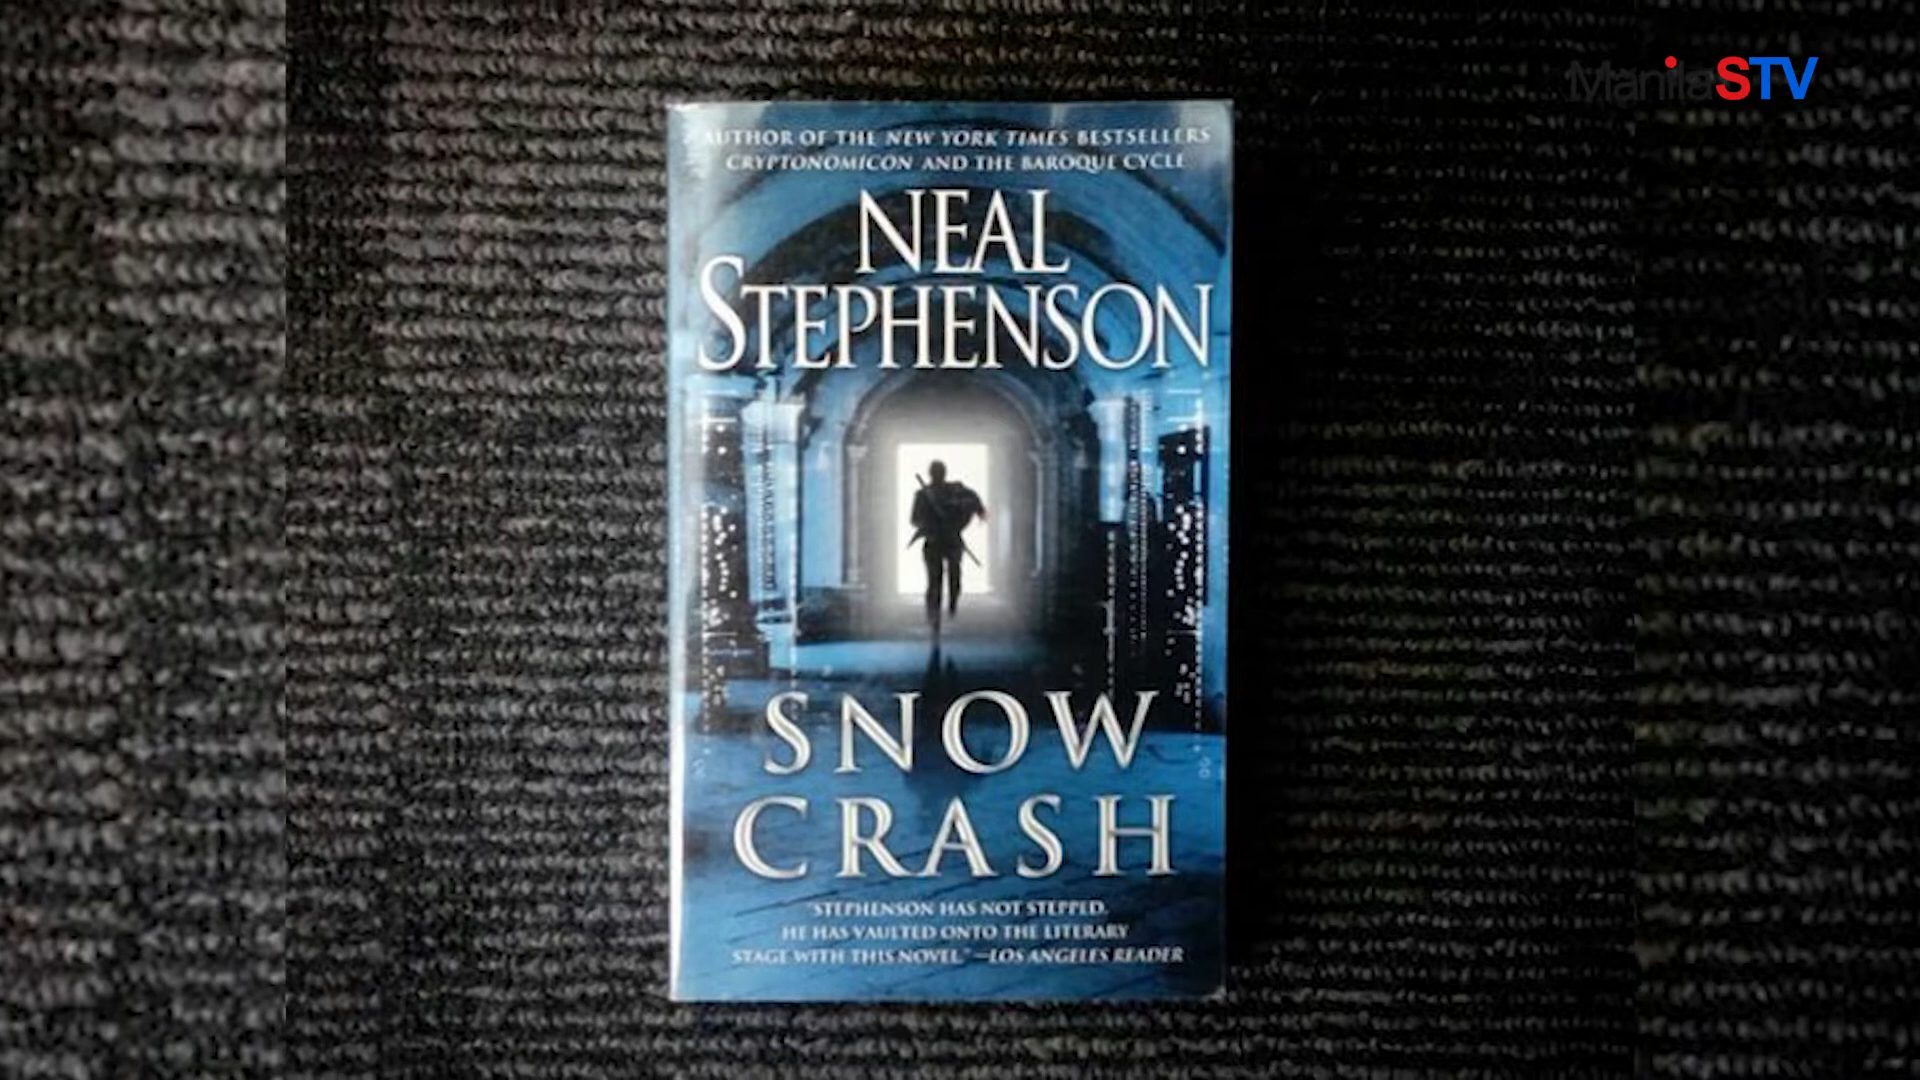 ManilaSTV
AUTHOR OF THE NEW YORK TIMES BESTSELLERS
CRYPTONOMICON AND THE BAROQUE CYCLE
NEAL
STEPHENSON
SNOW
CRASH
"STEPHENSON HAS NOT STEPPED,
HE HAS VAULTED ONTO THE LITERARY
STAGE WITH THIS NOVEL." —LOS ANGELES READER